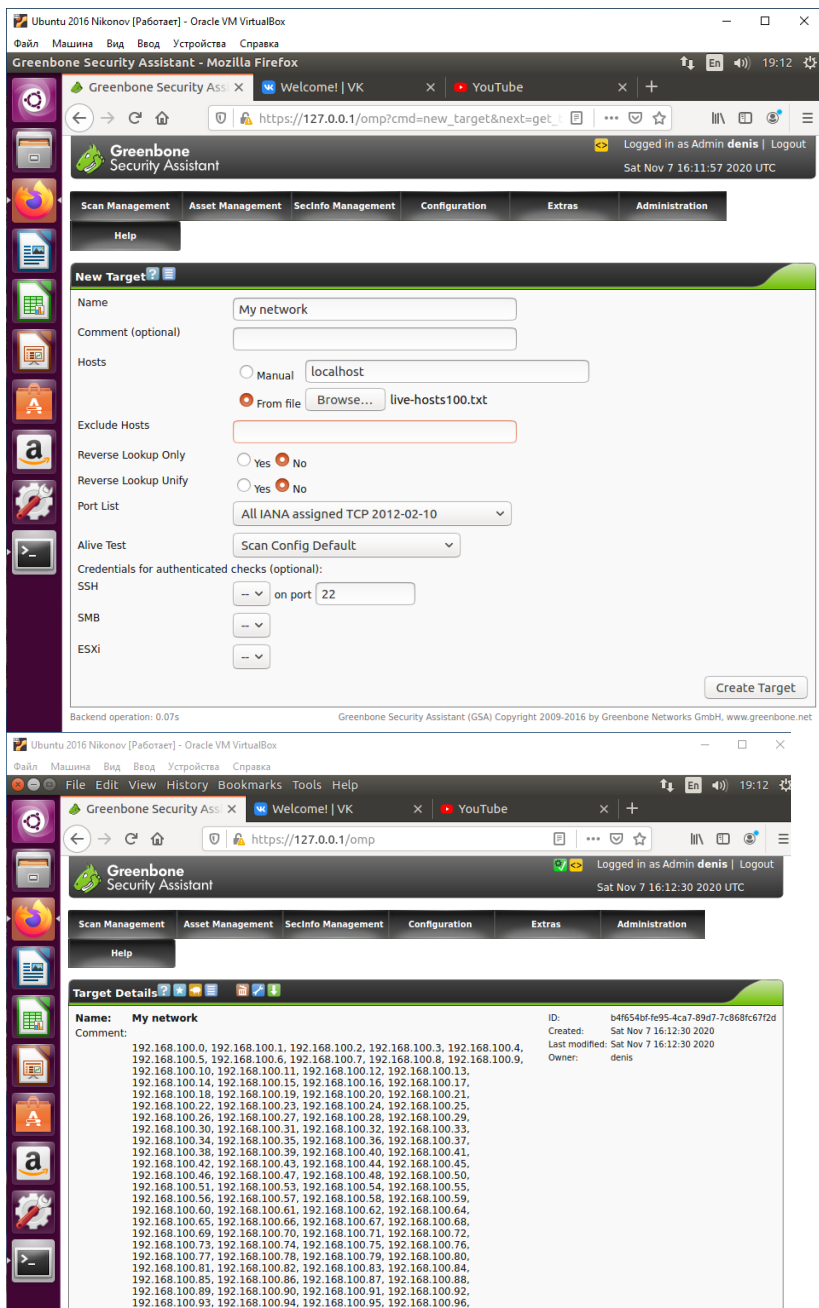 Ubuntu 2016 Nikonov [Работает] - Oracle VM VirtualBox
Файл Машина Вид Ввод Устройства Справка
Greenbone Security Assistant - Mozilla Firefox En 19:12
Greenbone Security Ass Welcome! | VK YouTube
https://127.0.0.1/omp?cmd=new_target&next=get_t
Greenbone Security Assistant
Logged in as Admin denis | Logout
Sat Nov 7 16:11:57 2020 UTC
Scan Management Asset Management SecInfo Management Configuration Extras Administration
Help
New Target
Name My network
Comment (optional)
Hosts
Manual localhost
From file Browse... live-hosts100.txt
Exclude Hosts
Reverse Lookup Only Yes No
Reverse Lookup Unify Yes No
Port List All IANA assigned TCP 2012-02-10
Alive Test Scan Config Default
Credentials for authenticated checks (optional):
SSH -- on port 22
SMB --
ESXi --
Create Target
Backend operation: 0.07s Greenbone Security Assistant (GSA) Copyright 2009-2016 by Greenbone Networks GmbH, www.greenbone.net
Ubuntu 2016 Nikonov [Работает] - Oracle VM VirtualBox
Файл Машина Вид Ввод Устройства Справка
File Edit View History Bookmarks Tools Help En 19:12
Greenbone Security Ass Welcome! | VK YouTube
https://127.0.0.1/omp
Greenbone Security Assistant
Logged in as Admin denis | Logout
Sat Nov 7 16:12:30 2020 UTC
Scan Management Asset Management SecInfo Management Configuration Extras Administration
Help
Target Details
Name: My network
Comment:
ID: b4f654bf-fe95-4ca7-89d7-7c868fc67f2d
Created: Sat Nov 7 16:12:30 2020
Last modified: Sat Nov 7 16:12:30 2020
Owner: denis
192.168.100.0, 192.168.100.1, 192.168.100.2, 192.168.100.3, 192.168.100.4,
192.168.100.5, 192.168.100.6, 192.168.100.7, 192.168.100.8, 192.168.100.9,
192.168.100.10, 192.168.100.11, 192.168.100.12, 192.168.100.13,
192.168.100.14, 192.168.100.15, 192.168.100.16, 192.168.100.17,
192.168.100.18, 192.168.100.19, 192.168.100.20, 192.168.100.21,
192.168.100.22, 192.168.100.23, 192.168.100.24, 192.168.100.25,
192.168.100.26, 192.168.100.27, 192.168.100.28, 192.168.100.29,
192.168.100.30, 192.168.100.31, 192.168.100.32, 192.168.100.33,
192.168.100.34, 192.168.100.35, 192.168.100.36, 192.168.100.37,
192.168.100.38, 192.168.100.39, 192.168.100.40, 192.168.100.41,
192.168.100.42, 192.168.100.43, 192.168.100.44, 192.168.100.45,
192.168.100.46, 192.168.100.47, 192.168.100.48, 192.168.100.50,
192.168.100.51, 192.168.100.53, 192.168.100.54, 192.168.100.55,
192.168.100.56, 192.168.100.57, 192.168.100.58, 192.168.100.59,
192.168.100.60, 192.168.100.61, 192.168.100.62, 192.168.100.64,
192.168.100.65, 192.168.100.66, 192.168.100.67, 192.168.100.68,
192.168.100.69, 192.168.100.70, 192.168.100.71, 192.168.100.72,
192.168.100.73, 192.168.100.74, 192.168.100.75, 192.168.100.76,
192.168.100.77, 192.168.100.78, 192.168.100.79, 192.168.100.80,
192.168.100.81, 192.168.100.82, 192.168.100.83, 192.168.100.84,
192.168.100.85, 192.168.100.86, 192.168.100.87, 192.168.100.88,
192.168.100.89, 192.168.100.90, 192.168.100.91, 192.168.100.92,
192.168.100.93, 192.168.100.94, 192.168.100.95, 192.168.100.96,